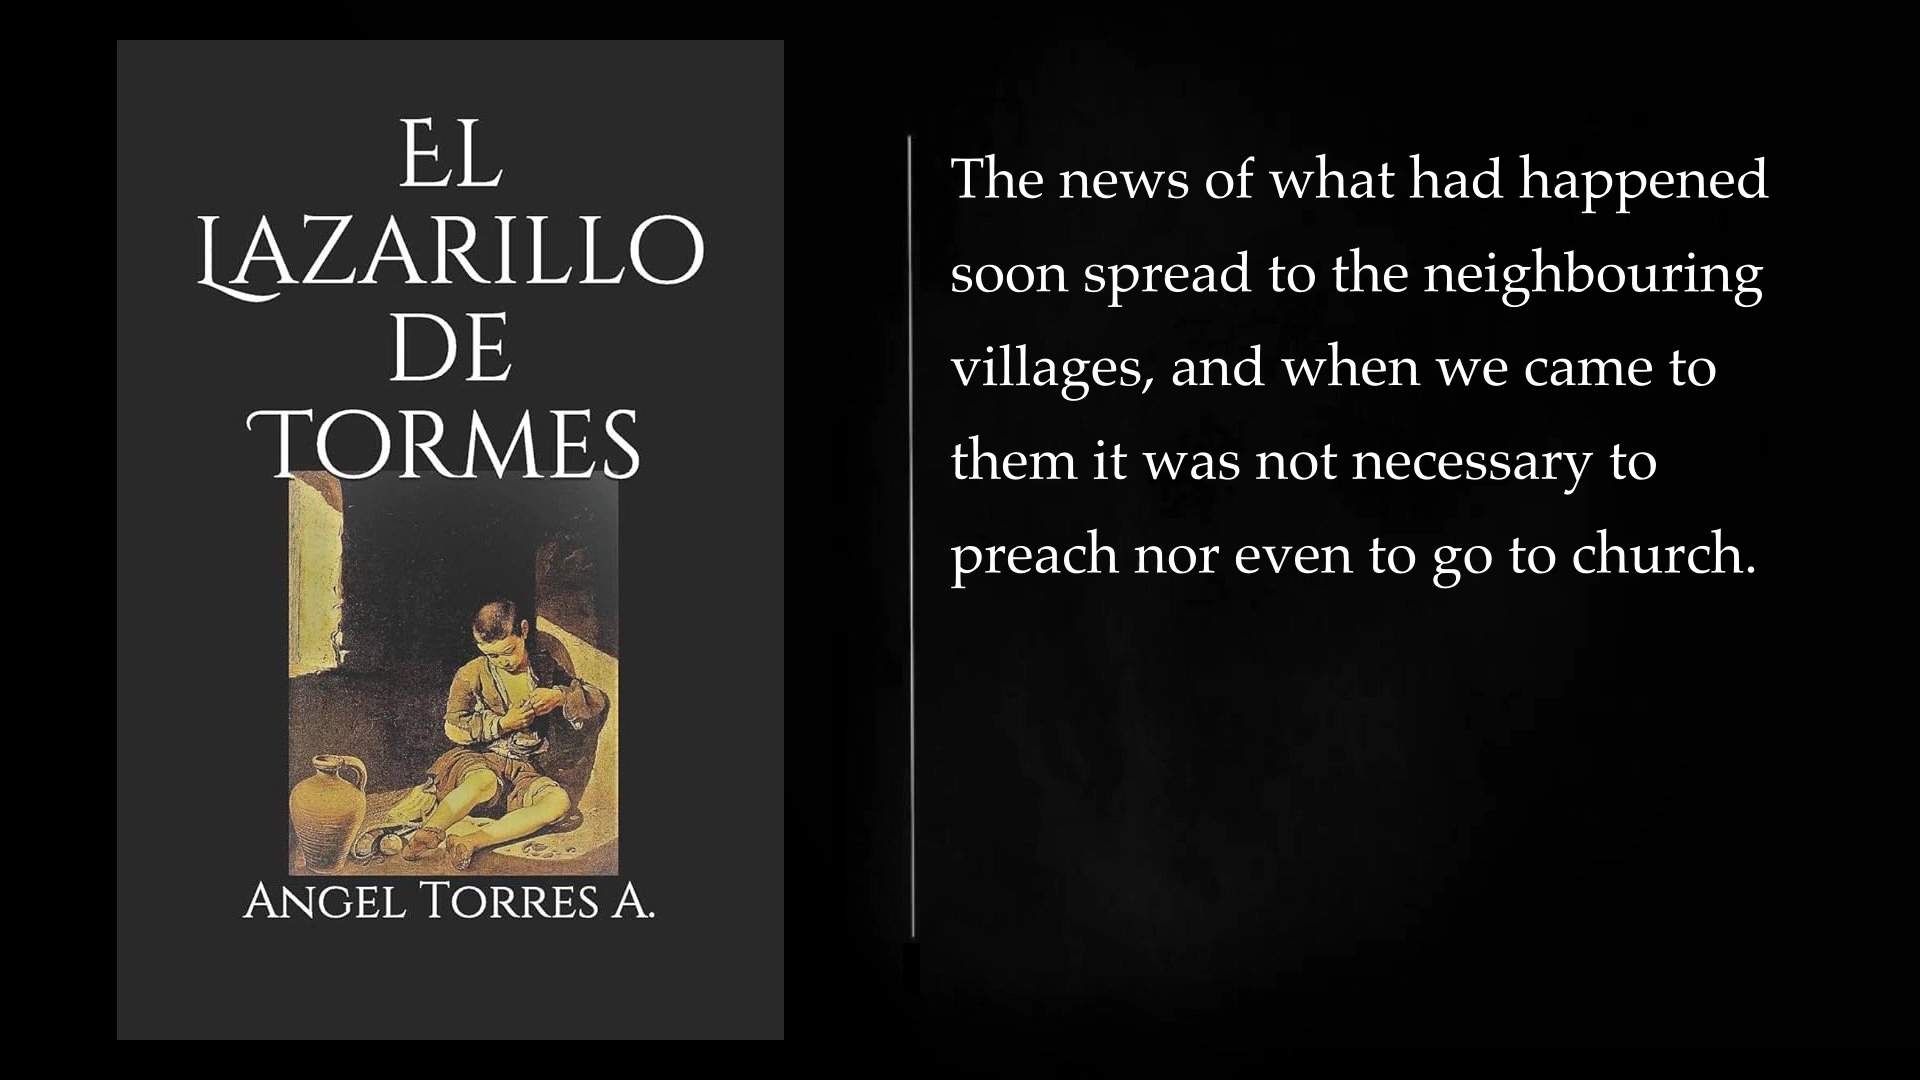 El
Lazarillo
de
Tormes
Angel Torres A.
The news of what had happened
soon spread to the neighbouring
villages, and when we came to
them it was not necessary to
preach nor even to go to church.